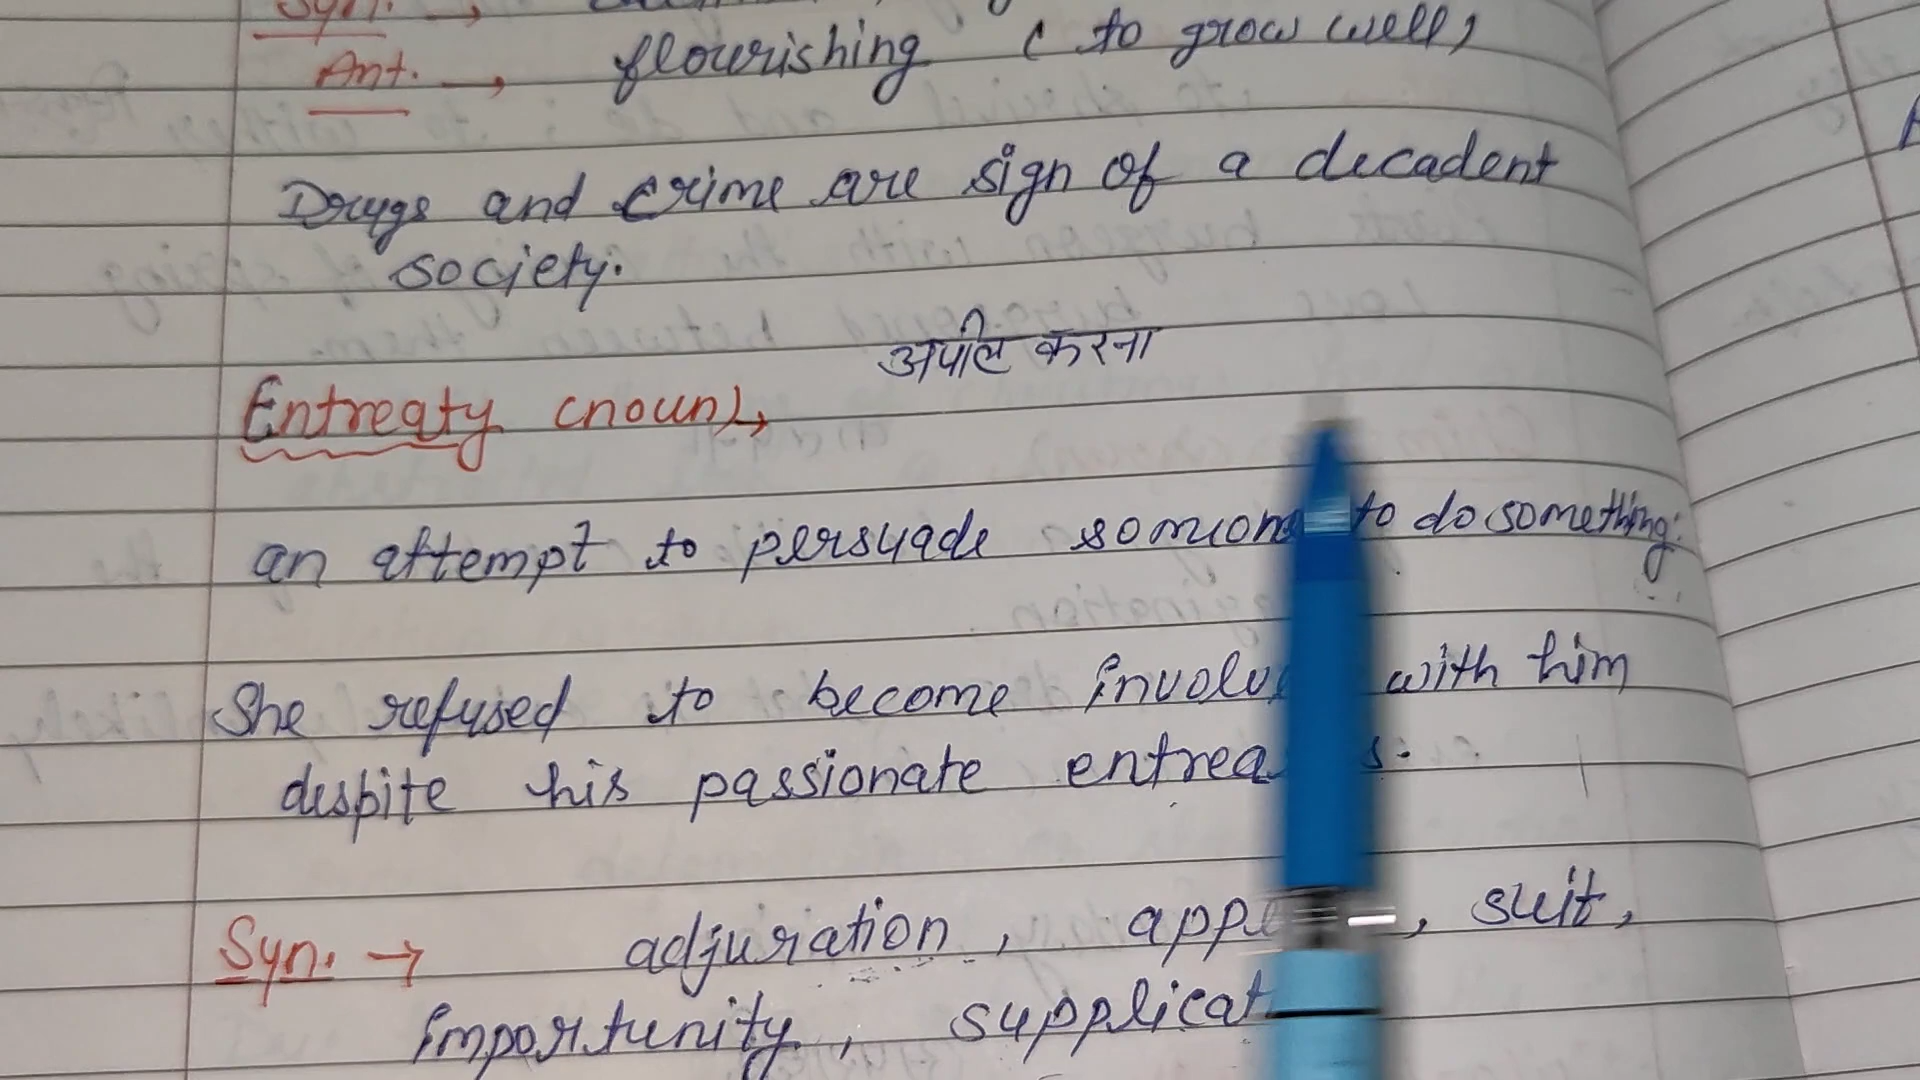 Syn. →
Ant. → flourishing ( to grow well)
Drugs and crime are sign of a decadent
society.
अपील करना
Entreaty (noun) →
an attempt to persuade someone to do something:
She refused to become with him
despite his passionate
Syn. → adjuration, , suit,
importunity,